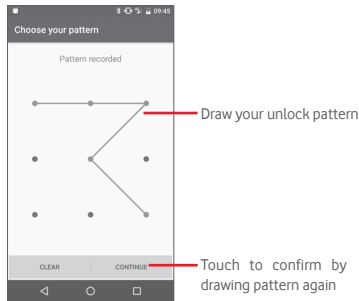 09:45
Choose your pattern
Pattern recorded
Draw your unlock pattern
CLEAR
CONTINUE
Touch to confirm by
drawing pattern again